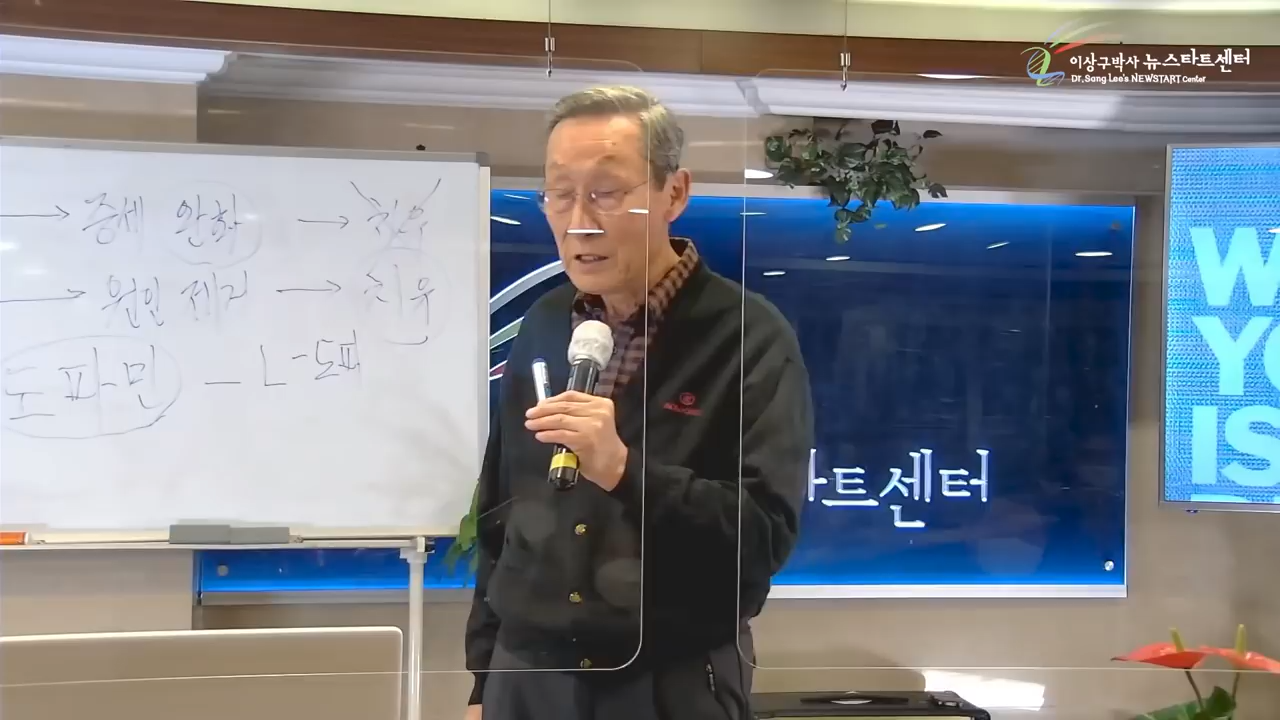 이상구박사 뉴스타트센터
Dr. Sang Lee's NEWSTART Center
→ 증세 완화 → 치유
→ 원인 제거 → 치유
도파민 — L-도파
타트센터
W
Y
IS